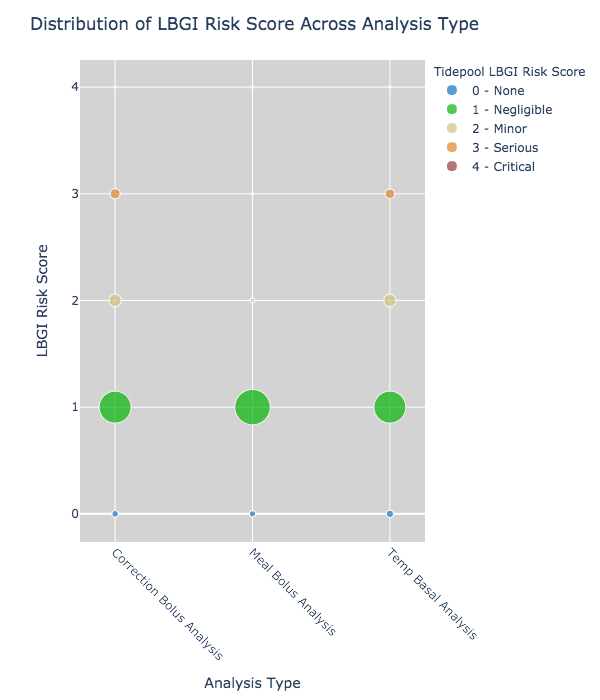 Distribution of LBGI Risk Score Across Analysis Type
Tidepool LBGI Risk Score
0 - None
1 - Negligible
2 - Minor
3 - Serious
4 - Critical
LBGI Risk Score
4
3
2
1
0
Correction Bolus Analysis
Meal Bolus Analysis
Temp Basal Analysis
Analysis Type